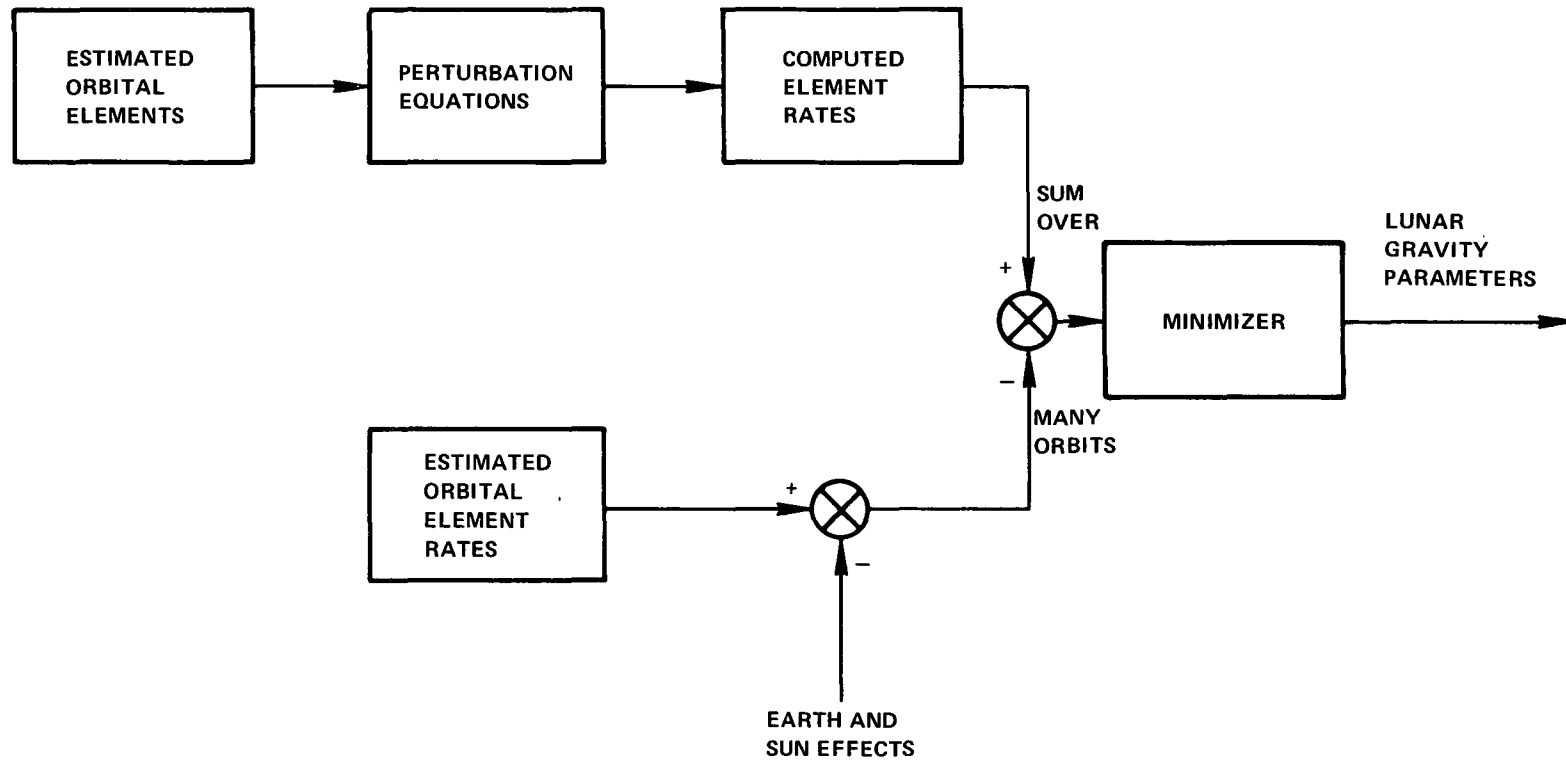 ESTIMATED
ORBITAL
ELEMENTS
PERTURBATION
EQUATIONS
COMPUTED
ELEMENT
RATES
SUM
OVER
+
−
MANY
ORBITS
MINIMIZER
LUNAR
GRAVITY
PARAMETERS
ESTIMATED
ORBITAL
ELEMENT
RATES
+
−
EARTH AND
SUN EFFECTS